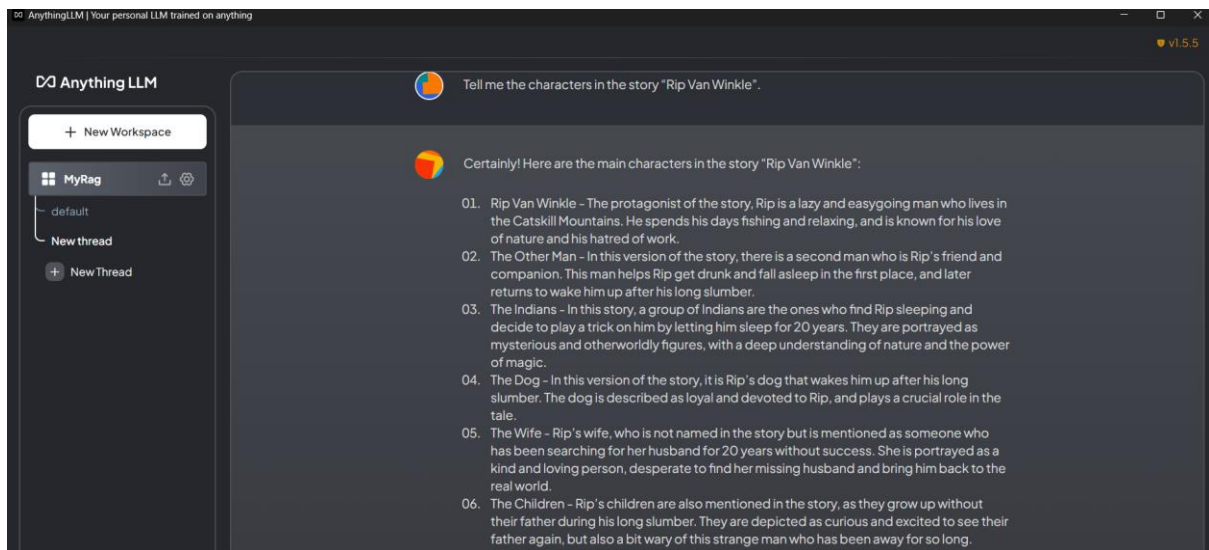 AnythingLLM | Your personal LLM trained on anything
v1.5.5
Anything LLM
+ New Workspace
MyRag
default
New thread
+ New Thread
Tell me the characters in the story "Rip Van Winkle".
Certainly! Here are the main characters in the story "Rip Van Winkle":
01. Rip Van Winkle - The protagonist of the story, Rip is a lazy and easygoing man who lives in
the Catskill Mountains. He spends his days fishing and relaxing, and is known for his love
of nature and his hatred of work.
02. The Other Man - In this version of the story, there is a second man who is Rip's friend and
companion. This man helps Rip get drunk and fall asleep in the first place, and later
returns to wake him up after his long slumber.
03. The Indians - In this story, a group of Indians are the ones who find Rip sleeping and
decide to play a trick on him by letting him sleep for 20 years. They are portrayed as
mysterious and otherworldly figures, with a deep understanding of nature and the power
of magic.
04. The Dog - In this version of the story, it is Rip's dog that wakes him up after his long
slumber. The dog is described as loyal and devoted to Rip, and plays a crucial role in the
tale.
05. The Wife - Rip's wife, who is not named in the story but is mentioned as someone who
has been searching for her husband for 20 years without success. She is portrayed as a
kind and loving person, desperate to find her missing husband and bring him back to the
real world.
06. The Children - Rip's children are also mentioned in the story, as they grow up without
their father during his long slumber. They are depicted as curious and excited to see their
father again, but also a bit wary of this strange man who has been away for so long.